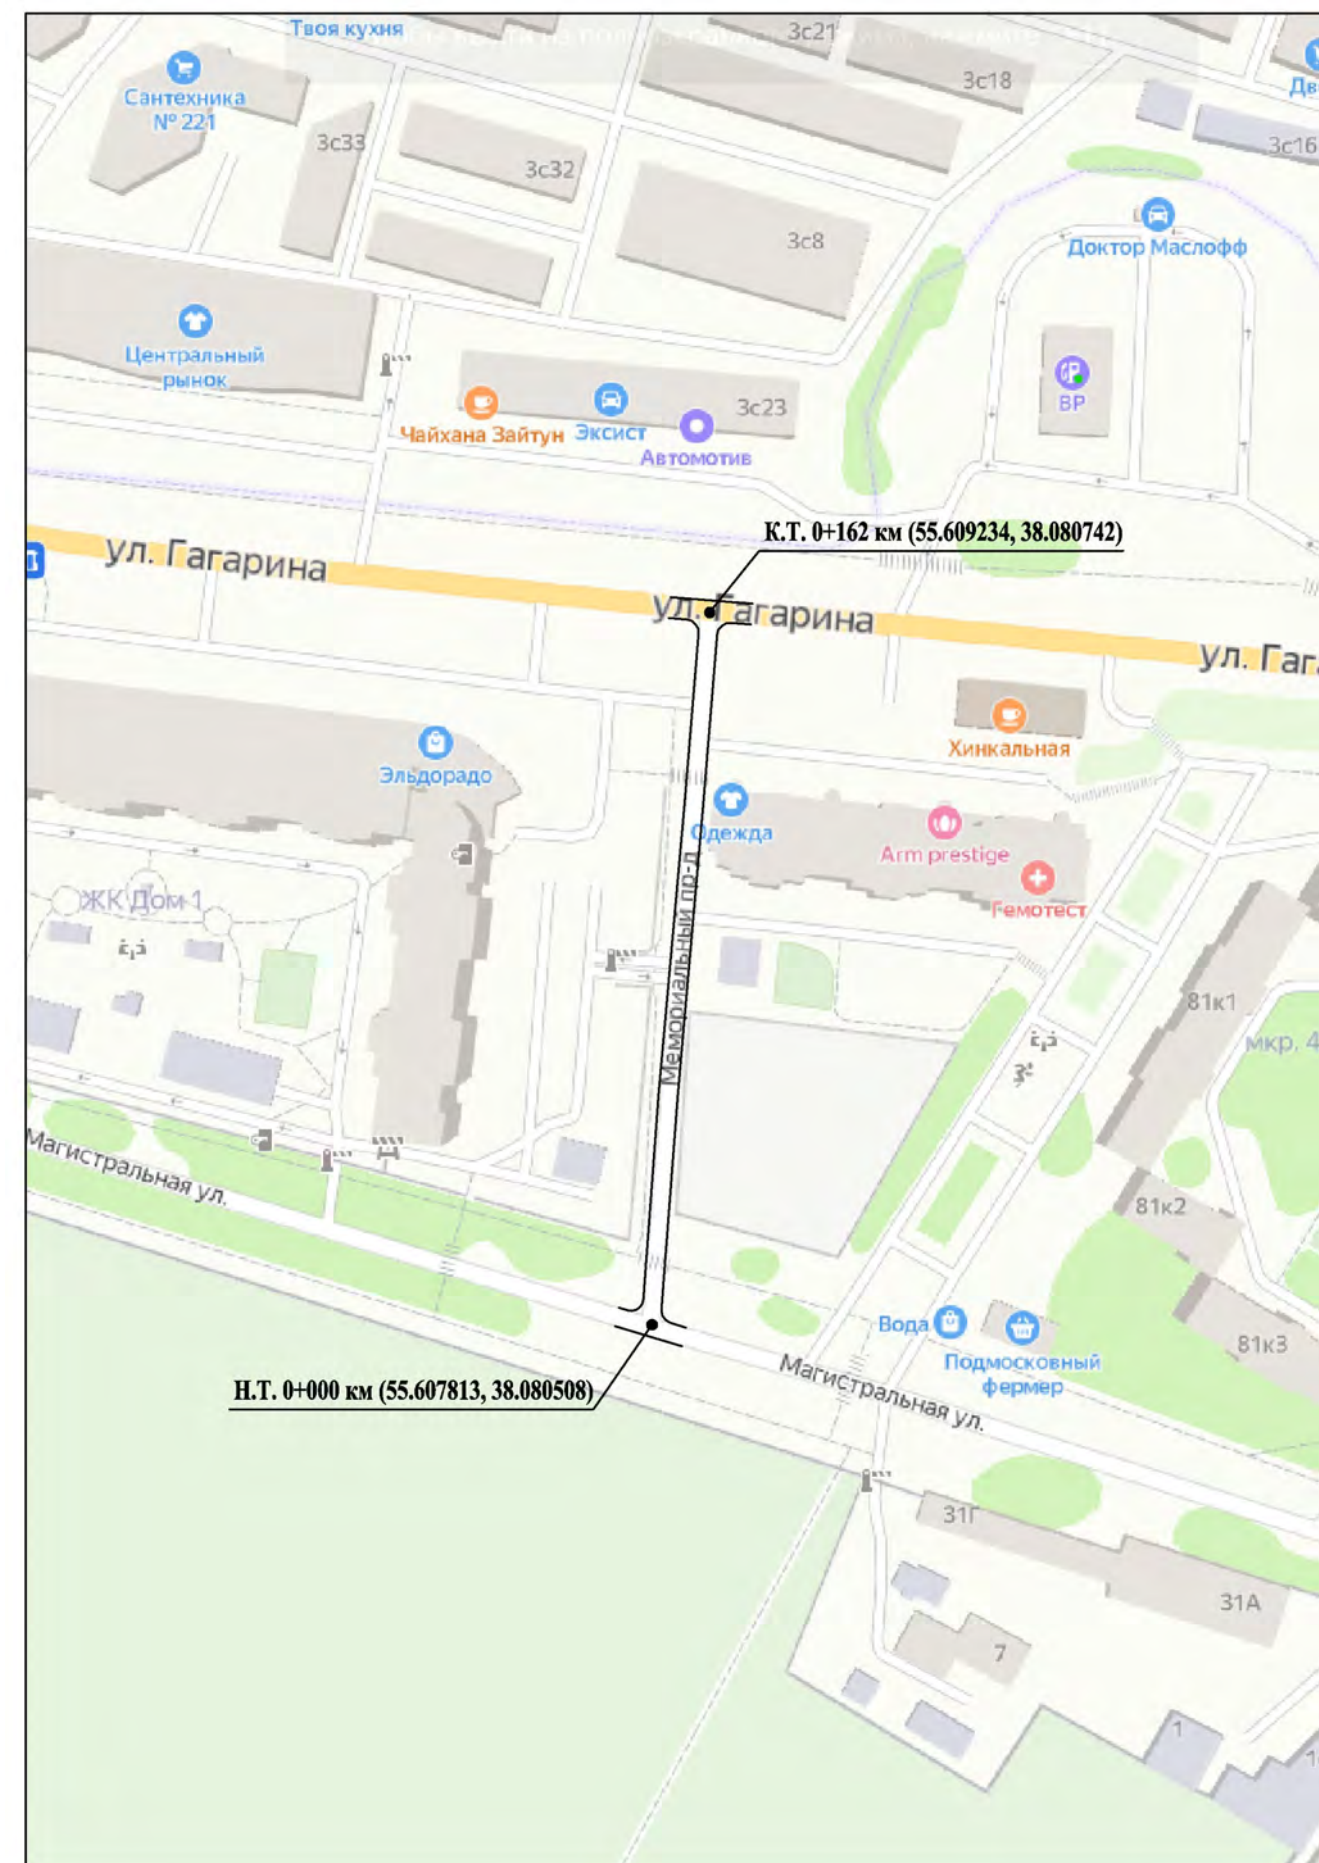 Твоя кухня
3с21
3с18
Сантехника
№ 221
3с33
3с32
3с16
3с8
Доктор Маслофф
Центральный
рынок
BP
3с23
Чайхана Зайтун
Эксист
Автомотив
К.Т. 0+162 км (55.609234, 38.080742)
ул. Гагарина
ул. Гагарина
ул. Гаг
Хинкальная
Эльдорадо
Одежда
Arm prestige
Гемотест
ЖК Дом 1
Мемориальный пр-д
81к1
мкр. 4
Магистральная ул.
81к2
Вода
Подмосковный
фермер
81к3
Магистральная ул.
Н.Т. 0+000 км (55.607813, 38.080508)
31Г
31А
7
1